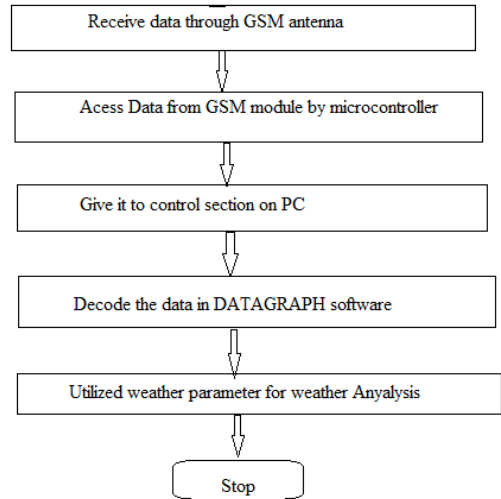 Receive data through GSM antenna
Acess Data from GSM module by microcontroller
Give it to control section on PC
Decode the data in DATAGRAPH software
Utilized weather parameter for weather Anyalysis
Stop